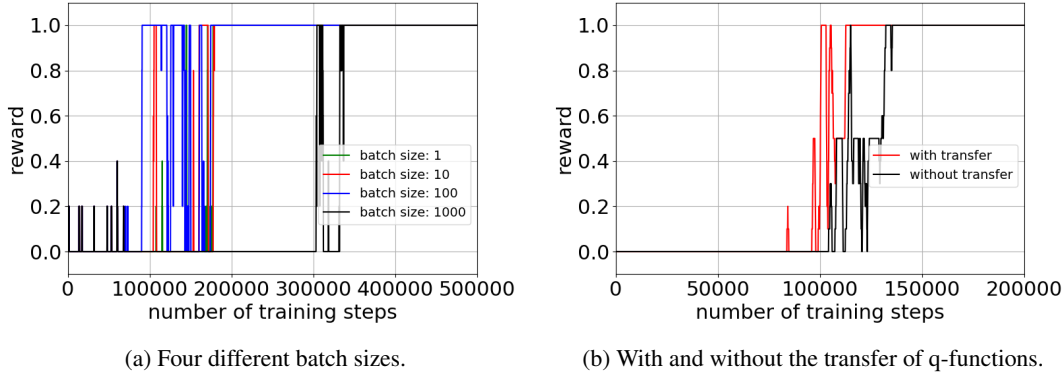 1.0
0.8
0.6
0.4
0.2
0.0
reward
0
100000
200000
300000
400000
500000
number of training steps
batch size: 1
batch size: 10
batch size: 100
batch size: 1000
(a) Four different batch sizes.
1.0
0.8
0.6
0.4
0.2
0.0
reward
0
50000
100000
150000
200000
number of training steps
with transfer
without transfer
(b) With and without the transfer of q-functions.